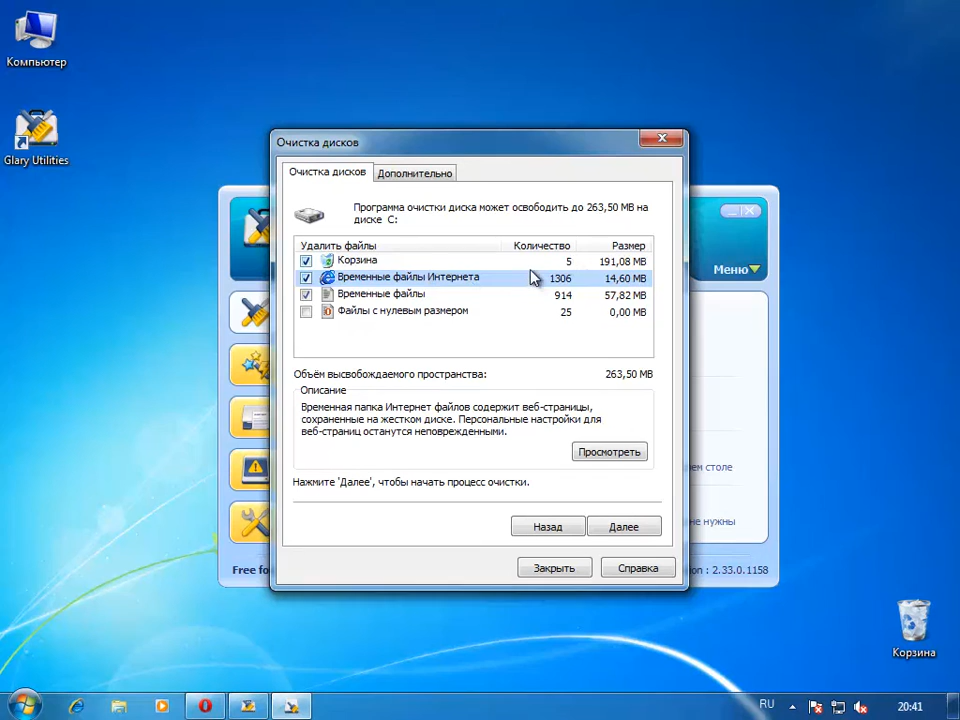 Компьютер
Glary Utilities
Очистка дисков
Очистка дисков
Дополнительно
Программа очистки диска может освободить до 263,50 MB на
диске C:
Удалить файлы Количество Размер
Корзина 5 191,08 MB
Временные файлы Интернета 1306 14,60 MB
Временные файлы 914 57,82 MB
Файлы с нулевым размером 25 0,00 MB
Объём высвобождаемого пространства: 263,50 MB
Описание
Временная папка Интернет файлов содержит веб-страницы,
сохраненные на жестком диске. Персональные настройки для
веб-страниц останутся неповрежденными.
Просмотреть
Нажмите 'Далее', чтобы начать процесс очистки.
Назад
Далее
Закрыть
Справка
Меню
ем столе
не нужны
Free fo
on : 2.33.0.1158
Корзина
RU
20:41